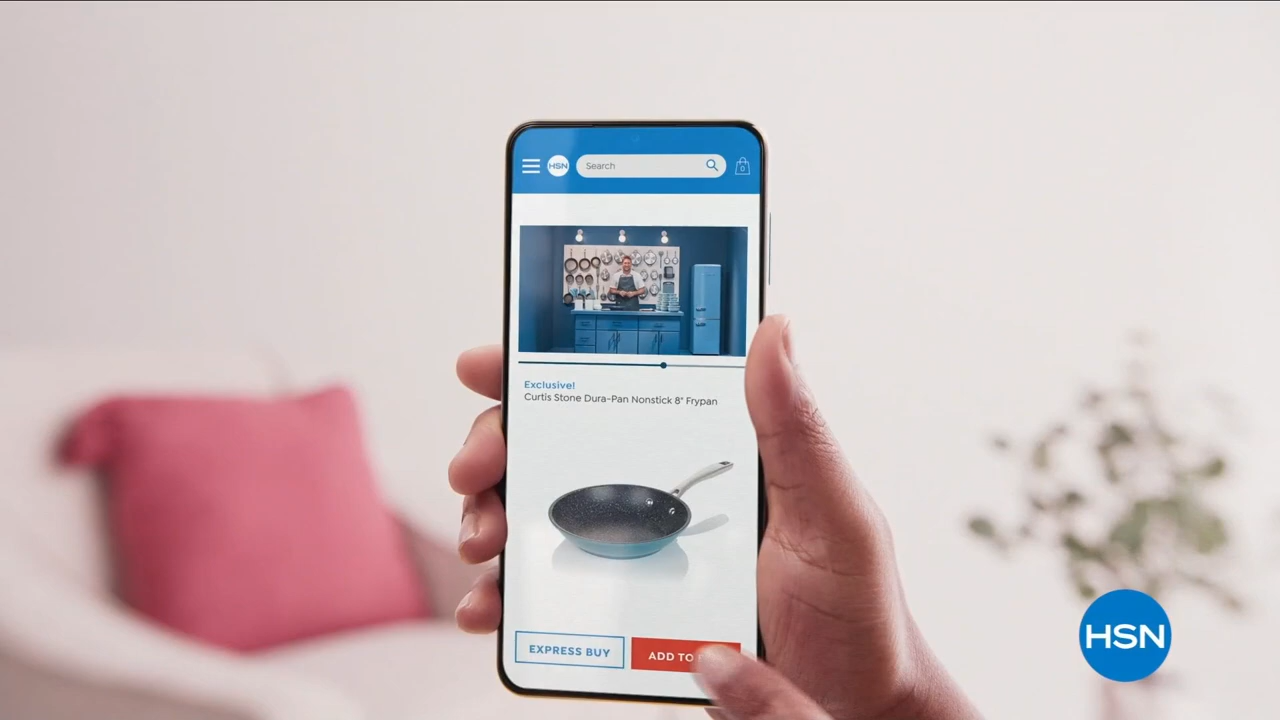 HSN
Search
0
Exclusive!
Curtis Stone Dura-Pan Nonstick 8" Frypan
EXPRESS BUY
ADD TO
HSN